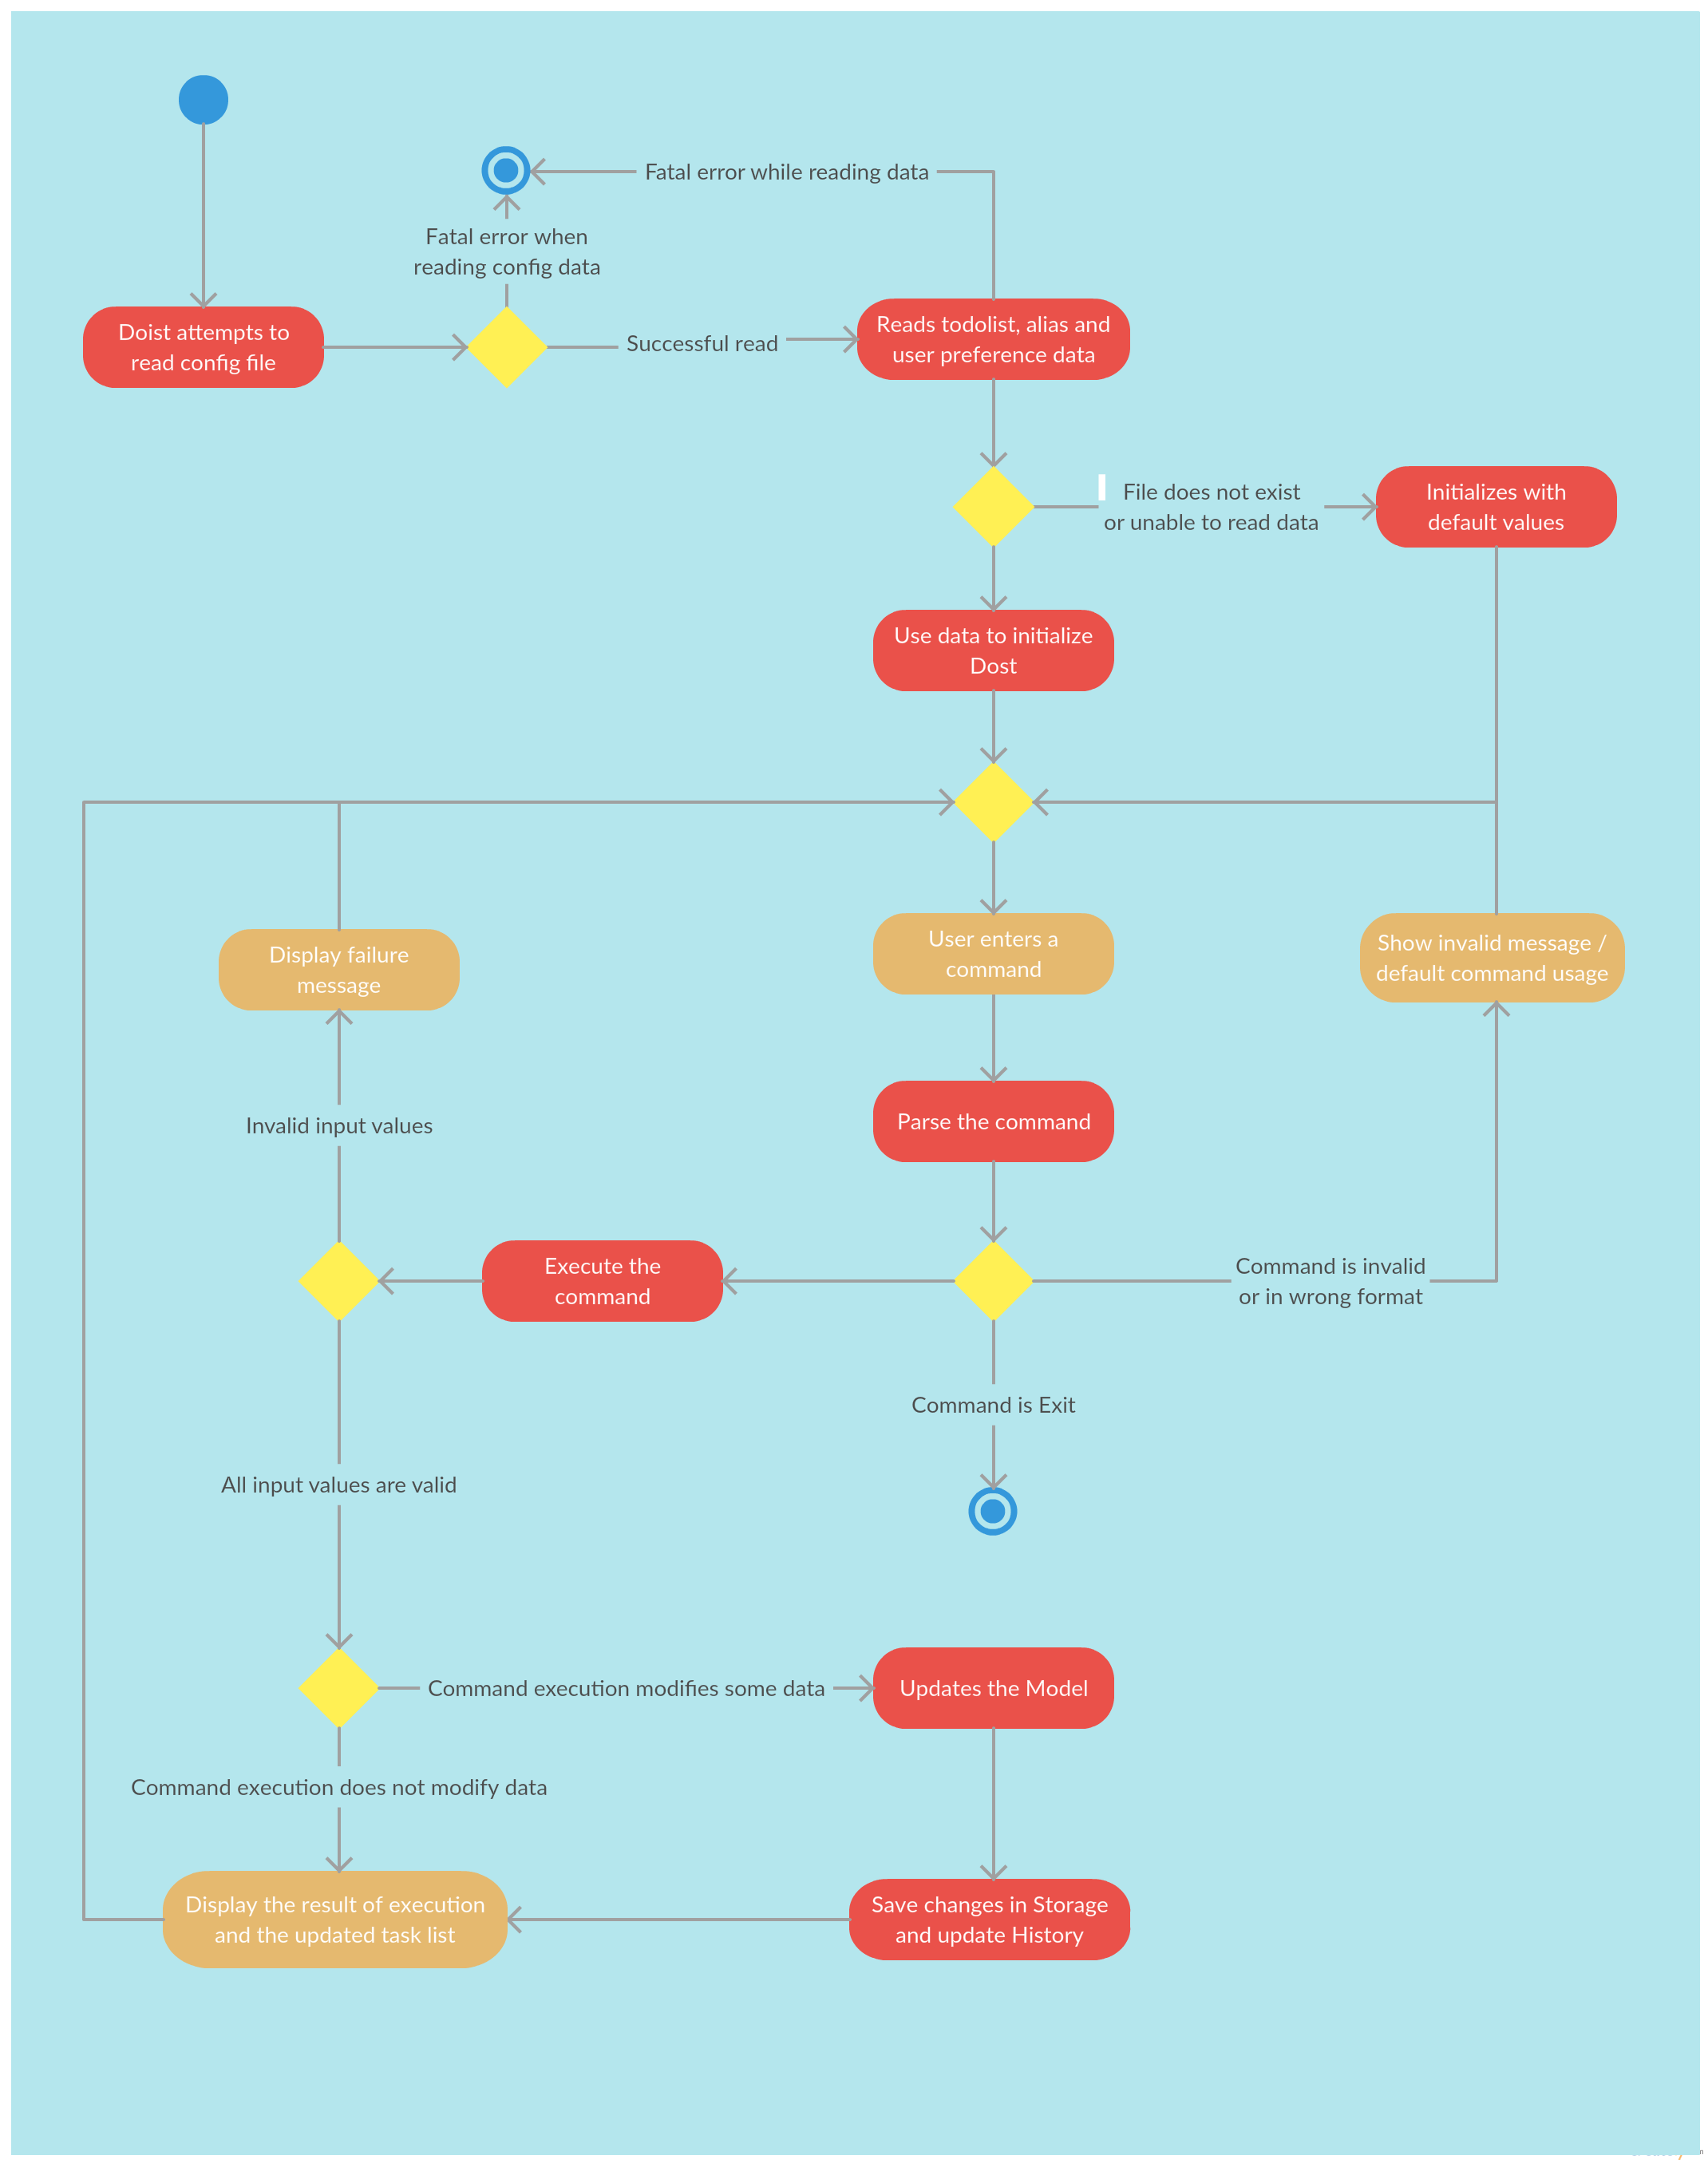 Fatal error while reading data
Fatal error when
reading config data
Doist attempts to
read config file
Successful read
Reads todolist, alias and
user preference data
File does not exist
or unable to read data
Initializes with
default values
Use data to initialize
Dost
Display failure
message
User enters a
command
Show invalid message /
default command usage
Invalid input values
Parse the command
Execute the
command
Command is invalid
or in wrong format
Command is Exit
All input values are valid
Command execution modifies some data
Updates the Model
Command execution does not modify data
Display the result of execution
and the updated task list
Save changes in Storage
and update History